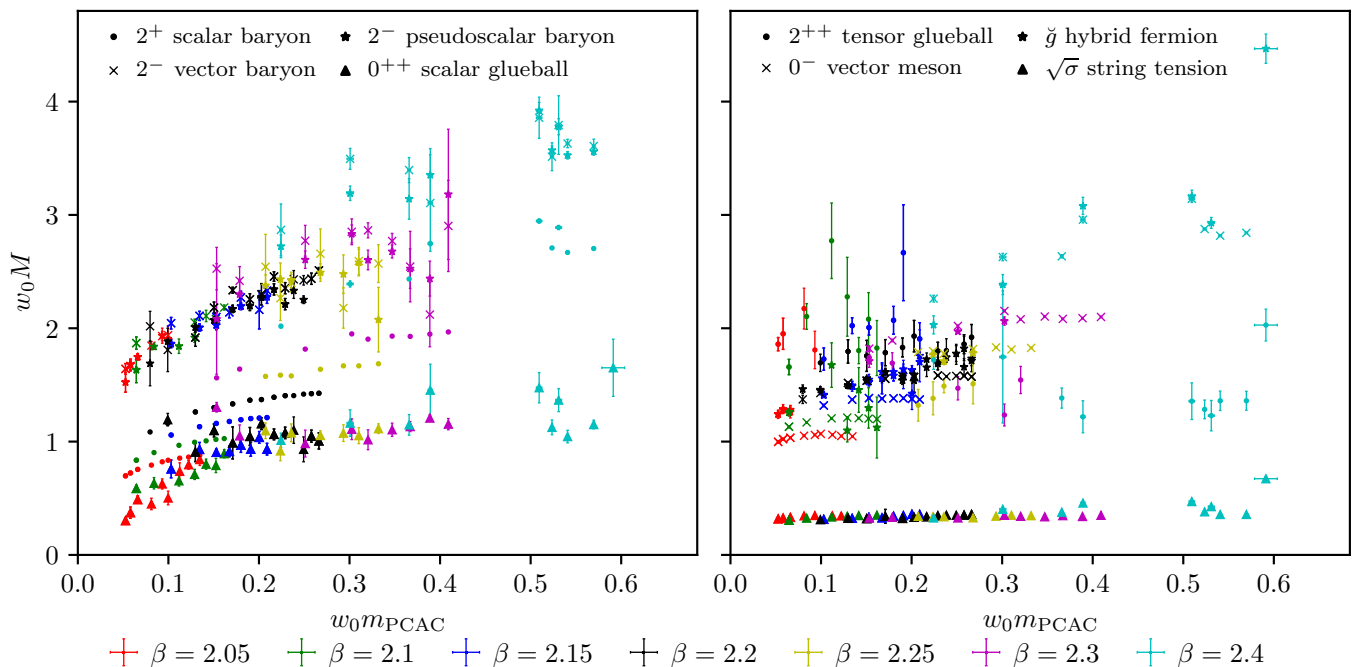 2⁺ scalar baryon
2⁻ pseudoscalar baryon
2⁻ vector baryon
0⁺⁺ scalar glueball
2⁺⁺ tensor glueball
ğ hybrid fermion
0⁻ vector meson
√σ string tension
w₀M
4
3
2
1
0
0.0
0.1
0.2
0.3
0.4
0.5
0.6
0.0
0.1
0.2
0.3
0.4
0.5
0.6
w₀m_PCAC
w₀m_PCAC
β = 2.05
β = 2.1
β = 2.15
β = 2.2
β = 2.25
β = 2.3
β = 2.4